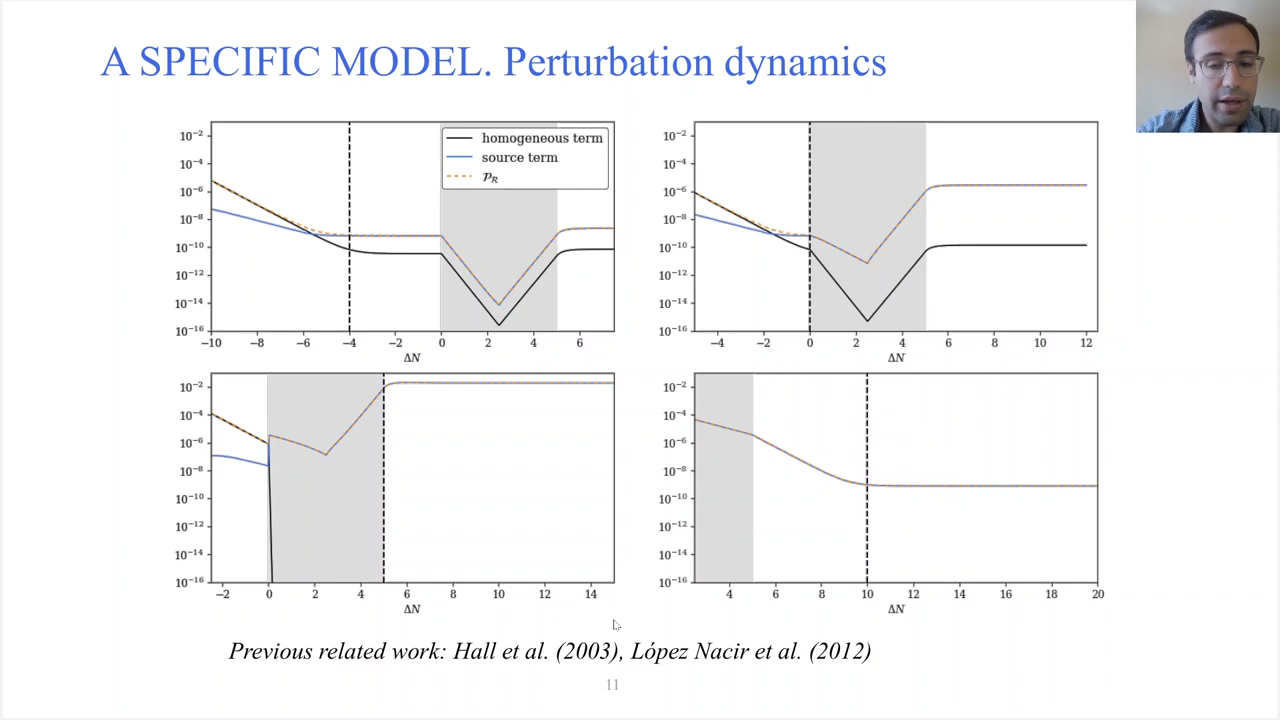 A SPECIFIC MODEL. Perturbation dynamics
homogeneous term
source term
𝒫_ℛ
10⁻²
10⁻⁴
10⁻⁶
10⁻⁸
10⁻¹⁰
10⁻¹²
10⁻¹⁴
10⁻¹⁶
−10 −8 −6 −4 −2 0 2 4 6
ΔN
10⁻²
10⁻⁴
10⁻⁶
10⁻⁸
10⁻¹⁰
10⁻¹²
10⁻¹⁴
10⁻¹⁶
−4 −2 0 2 4 6 8 10 12
ΔN
10⁻²
10⁻⁴
10⁻⁶
10⁻⁸
10⁻¹⁰
10⁻¹²
10⁻¹⁴
10⁻¹⁶
−2 0 2 4 6 8 10 12 14
ΔN
10⁻²
10⁻⁴
10⁻⁶
10⁻⁸
10⁻¹⁰
10⁻¹²
10⁻¹⁴
10⁻¹⁶
4 6 8 10 12 14 16 18 20
ΔN
Previous related work: Hall et al. (2003), López Nacir et al. (2012)
11